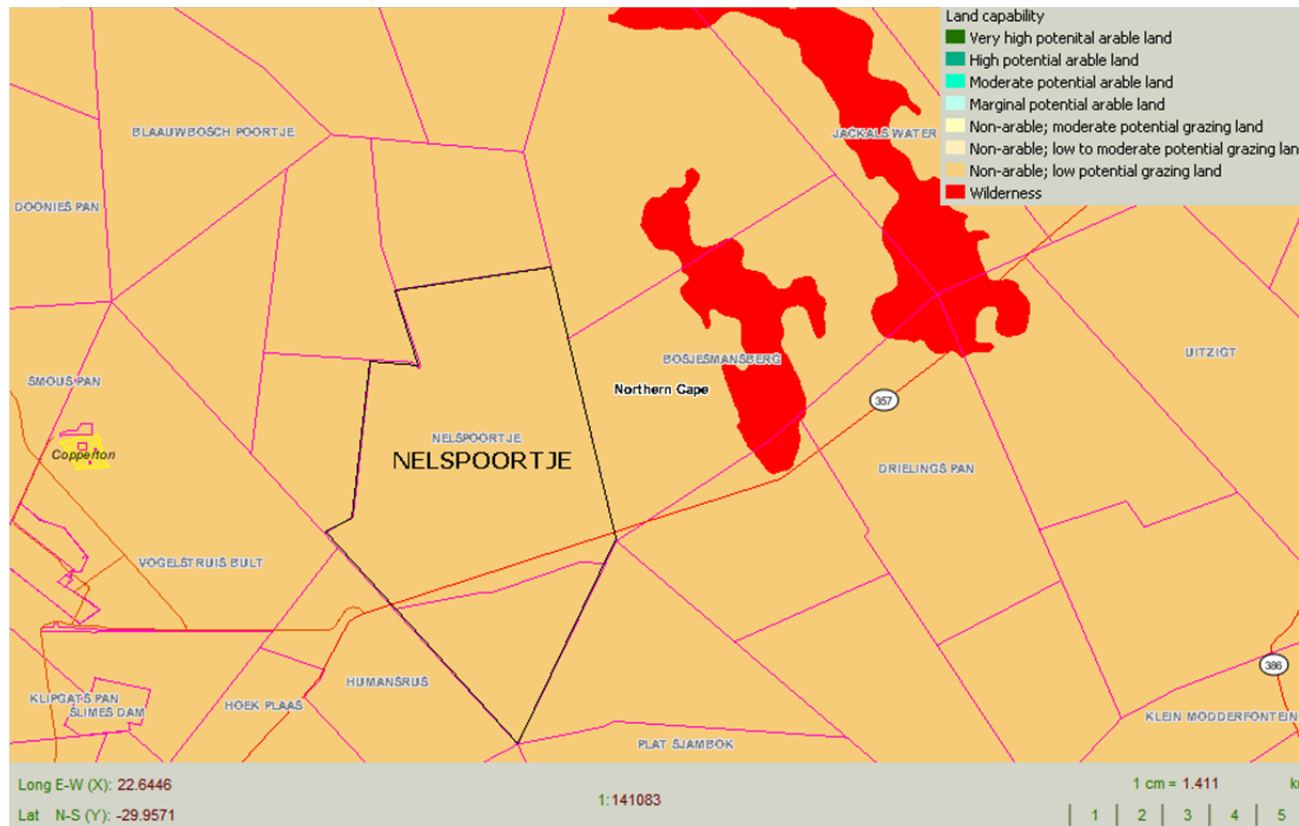 Land capability
Very high potenital arable land
High potential arable land
Moderate potential arable land
Marginal potential arable land
Non-arable; moderate potential grazing land
Non-arable; low to moderate potential grazing lan
Non-arable; low potential grazing land
Wilderness
BLAAUWBOSCH POORTJE
JACKALS WATER
DOONIES PAN
UITZIGT
BOSJESMANSBERG
SMOUS PAN
Northern Cape
357
NELSPOORTJE
Copperton
NELSPOORTJE
DRIELINGS PAN
VOGELSTRUIS BULT
386
HUMANSRUS
KLIPGATS PAN
SLIMES DAM
HOEK PLAAS
KLEIN MODDERFONTEIN
PLAT SJAMBOK
Long E-W (X): 22.6446
1 cm = 1.411 k
1:141083
Lat N-S (Y): -29.9571
1 2 3 4 5